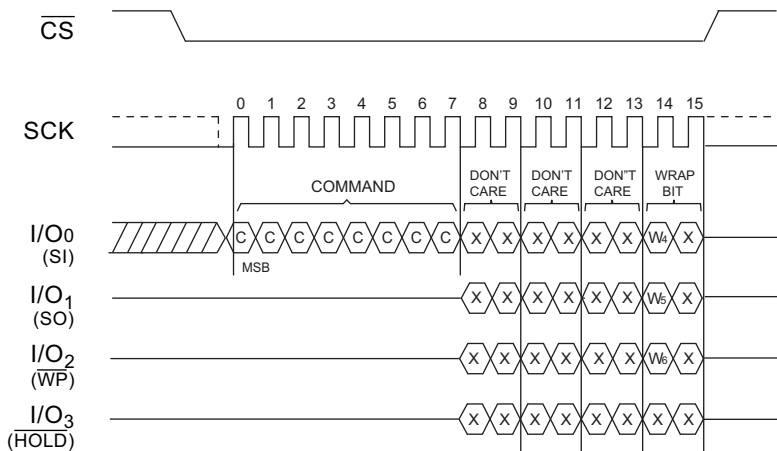 CS
SCK
0 1 2 3 4 5 6 7 8 9 10 11 12 13 14 15
COMMAND
DON'T CARE
DON'T CARE
DON"T CARE
WRAP BIT
I/O0 (SI)
C C C C C C C C X X X X X X W4 X
MSB
I/O1 (SO)
X X X X X X W5 X
I/O2 (WP)
X X X X X X W6 X
I/O3 (HOLD)
X X X X X X X X